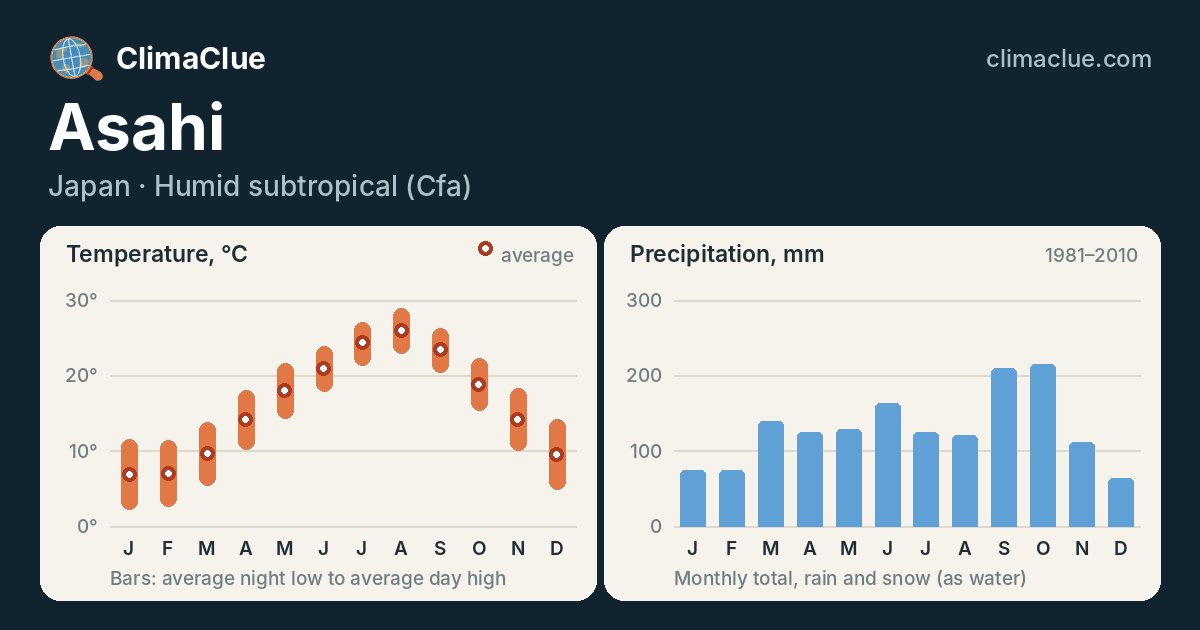 ClimaClue
climaclue.com
Asahi
Japan · Humid subtropical (Cfa)
Temperature, °C
average
30°
20°
10°
0°
J F M A M J J A S O N D
Bars: average night low to average day high
Precipitation, mm
1981–2010
300
200
100
0
J F M A M J J A S O N D
Monthly total, rain and snow (as water)